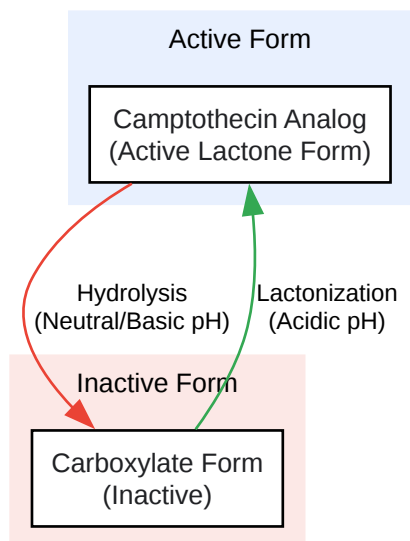 Active Form
Camptothecin Analog
(Active Lactone Form)
Hydrolysis
(Neutral/Basic pH)
Lactonization
(Acidic pH)
Inactive Form
Carboxylate Form
(Inactive)